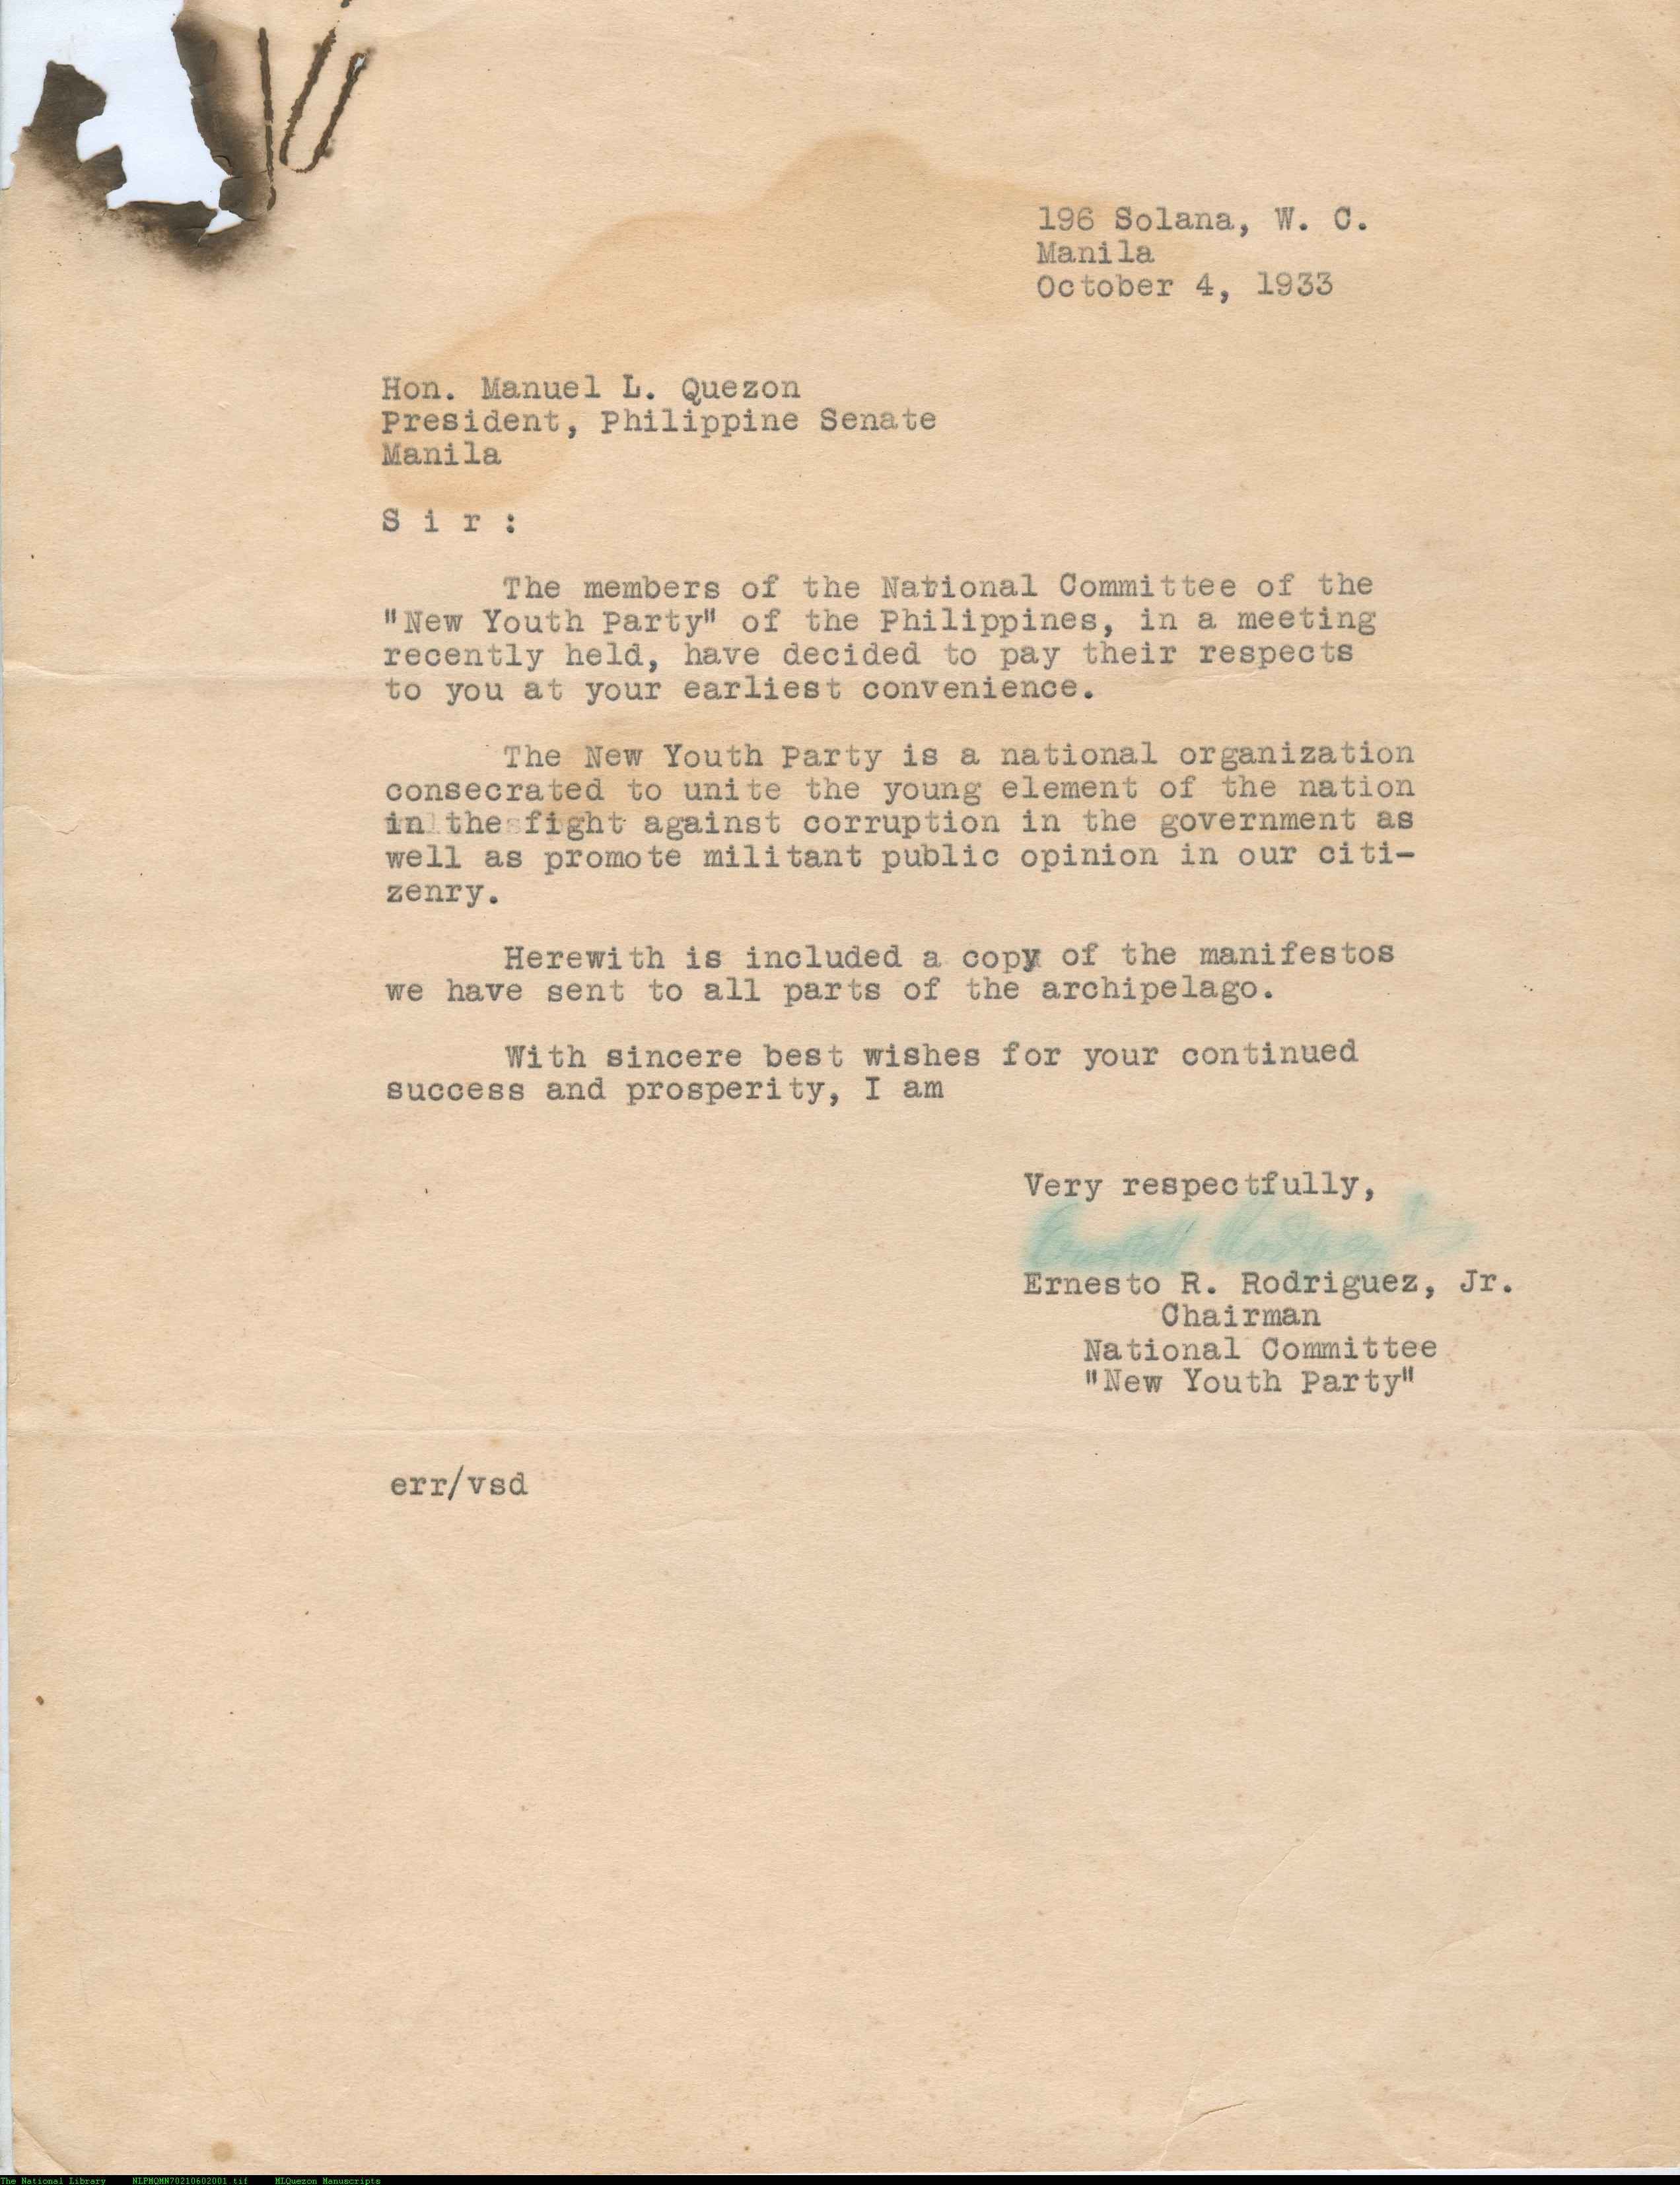 196 Solana, W. C.
Manila
October 4, 1933
Hon. Manuel L. Quezon
President, Philippine Senate
Manila
S i r :
The members of the National Committee of the
"New Youth Party" of the Philippines, in a meeting
recently held, have decided to pay their respects
to you at your earliest convenience.
The New Youth Party is a national organization
consecrated to unite the young element of the nation
in the fight against corruption in the government as
well as promote militant public opinion in our citi-
zenry.
Herewith is included a copy of the manifestos
we have sent to all parts of the archipelago.
With sincere best wishes for your continued
success and prosperity, I am
Very respectfully,
Ernesto R. Rodriguez, Jr.
Chairman
National Committee
"New Youth Party"
err/vsd
The National Library NLPMQMN70210602001.tif MLQuezon Manuscripts